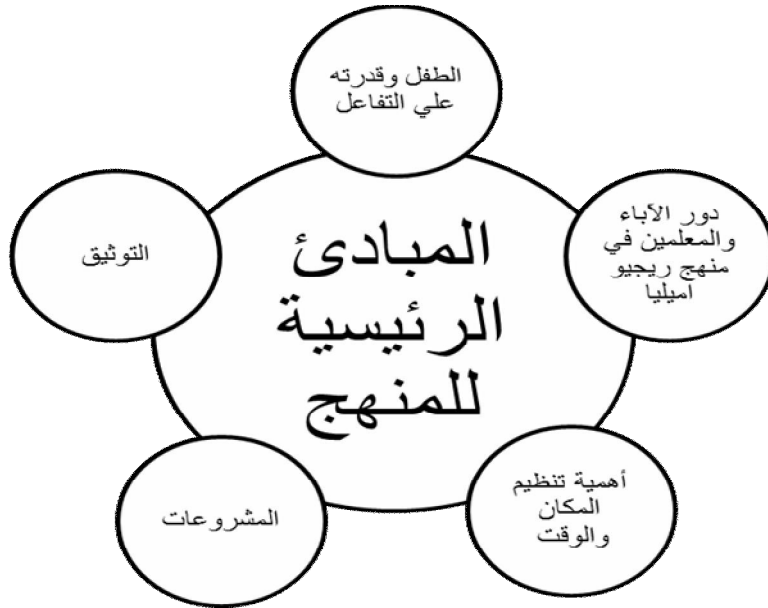 الطفل وقدرته
علي التفاعل
دور الآباء
والمعلمين في
منهج ريجيو
اميليا
أهمية تنظيم
المكان
والوقت
المشروعات
التوثيق
المبادئ
الرئيسية
للمنهج